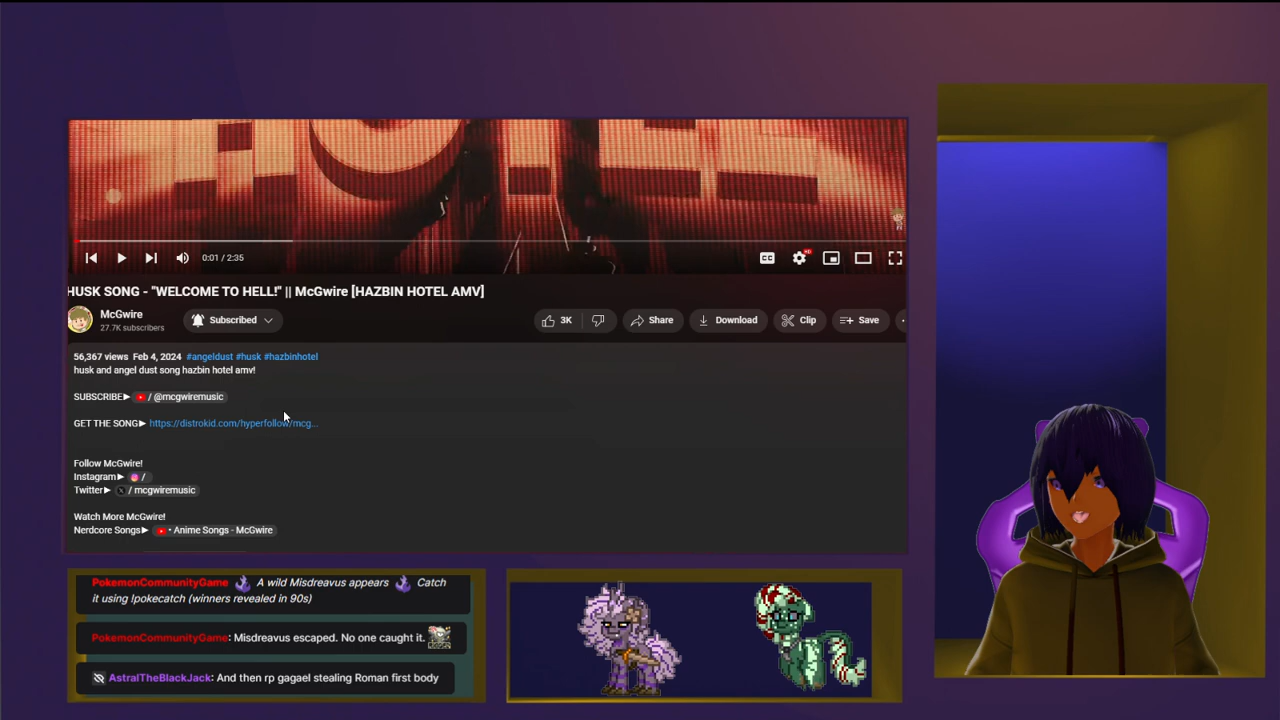 HOTEL
0:01 / 2:35
CC
HD
HUSK SONG - "WELCOME TO HELL!" || McGwire [HAZBIN HOTEL AMV]
McGwire
27.7K subscribers
Subscribed
3K
Share
Download
Clip
Save
56,367 views Feb 4, 2024 #angeldust #husk #hazbinhotel
husk and angel dust song hazbin hotel amv!
SUBSCRIBE▶ / @mcgwiremusic
GET THE SONG▶ https://distrokid.com/hyperfollow/mcg...
Follow McGwire!
Instagram▶ /
Twitter▶ X / mcgwiremusic
Watch More McGwire!
Nerdcore Songs▶ • Anime Songs - McGwire
PokemonCommunityGame A wild Misdreavus appears Catch
it using !pokecatch (winners revealed in 90s)
PokemonCommunityGame: Misdreavus escaped. No one caught it.
AstralTheBlackJack: And then rp gagael stealing Roman first body